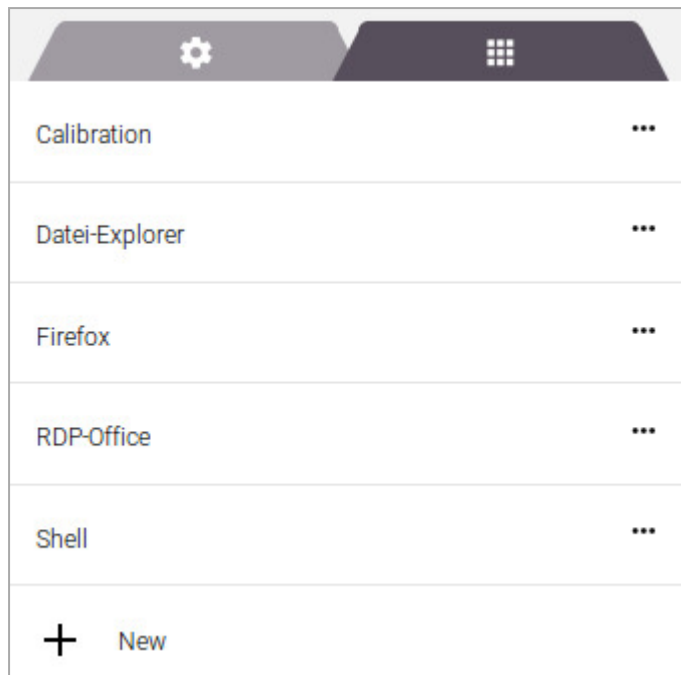 Calibration
Datei-Explorer
Firefox
RDP-Office
Shell
New